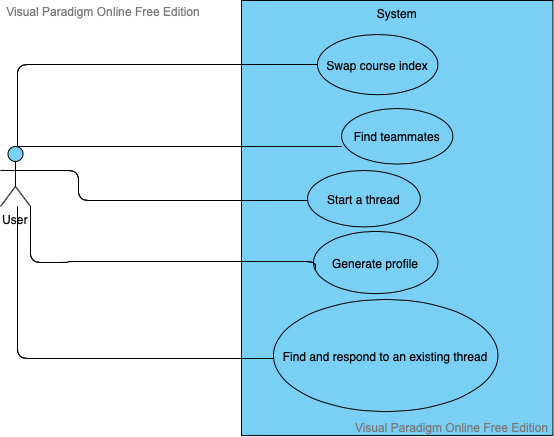 Visual Paradigm Online Free Edition
System
Swap course index
Find teammates
Start a thread
User
Generate profile
Find and respond to an existing thread
Visual Paradigm Online Free Edition